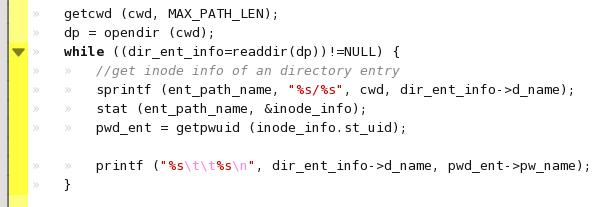 getcwd (cwd, MAX_PATH_LEN);
dp = opendir (cwd);
while ((dir_ent_info=readdir(dp))!=NULL) {
//get inode info of an directory entry
sprintf (ent_path_name, "%s/%s", cwd, dir_ent_info->d_name);
stat (ent_path_name, &inode_info);
pwd_ent = getpwuid (inode_info.st_uid);
printf ("%s\t\t%s\n", dir_ent_info->d_name, pwd_ent->pw_name);
}